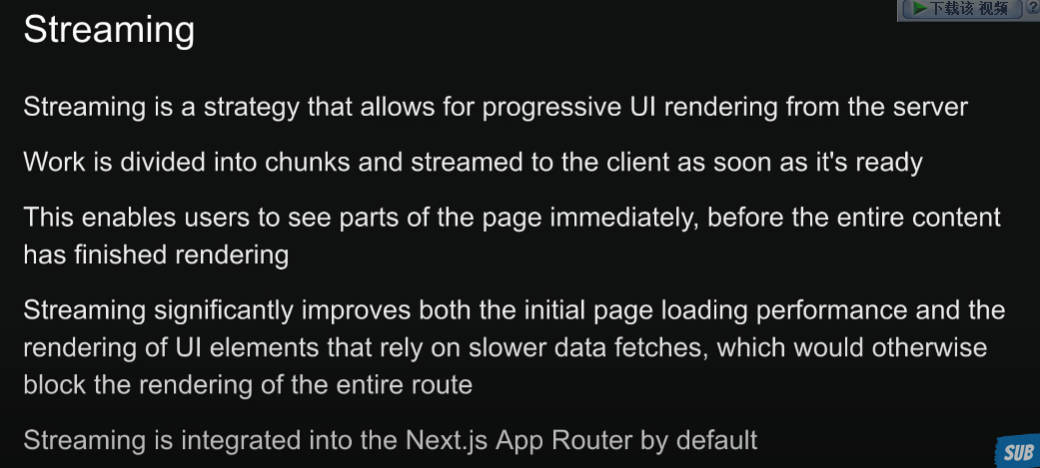 下载该 视频 ?
Streaming
Streaming is a strategy that allows for progressive UI rendering from the server
Work is divided into chunks and streamed to the client as soon as it's ready
This enables users to see parts of the page immediately, before the entire content
has finished rendering
Streaming significantly improves both the initial page loading performance and the
rendering of UI elements that rely on slower data fetches, which would otherwise
block the rendering of the entire route
Streaming is integrated into the Next.js App Router by default
SUB